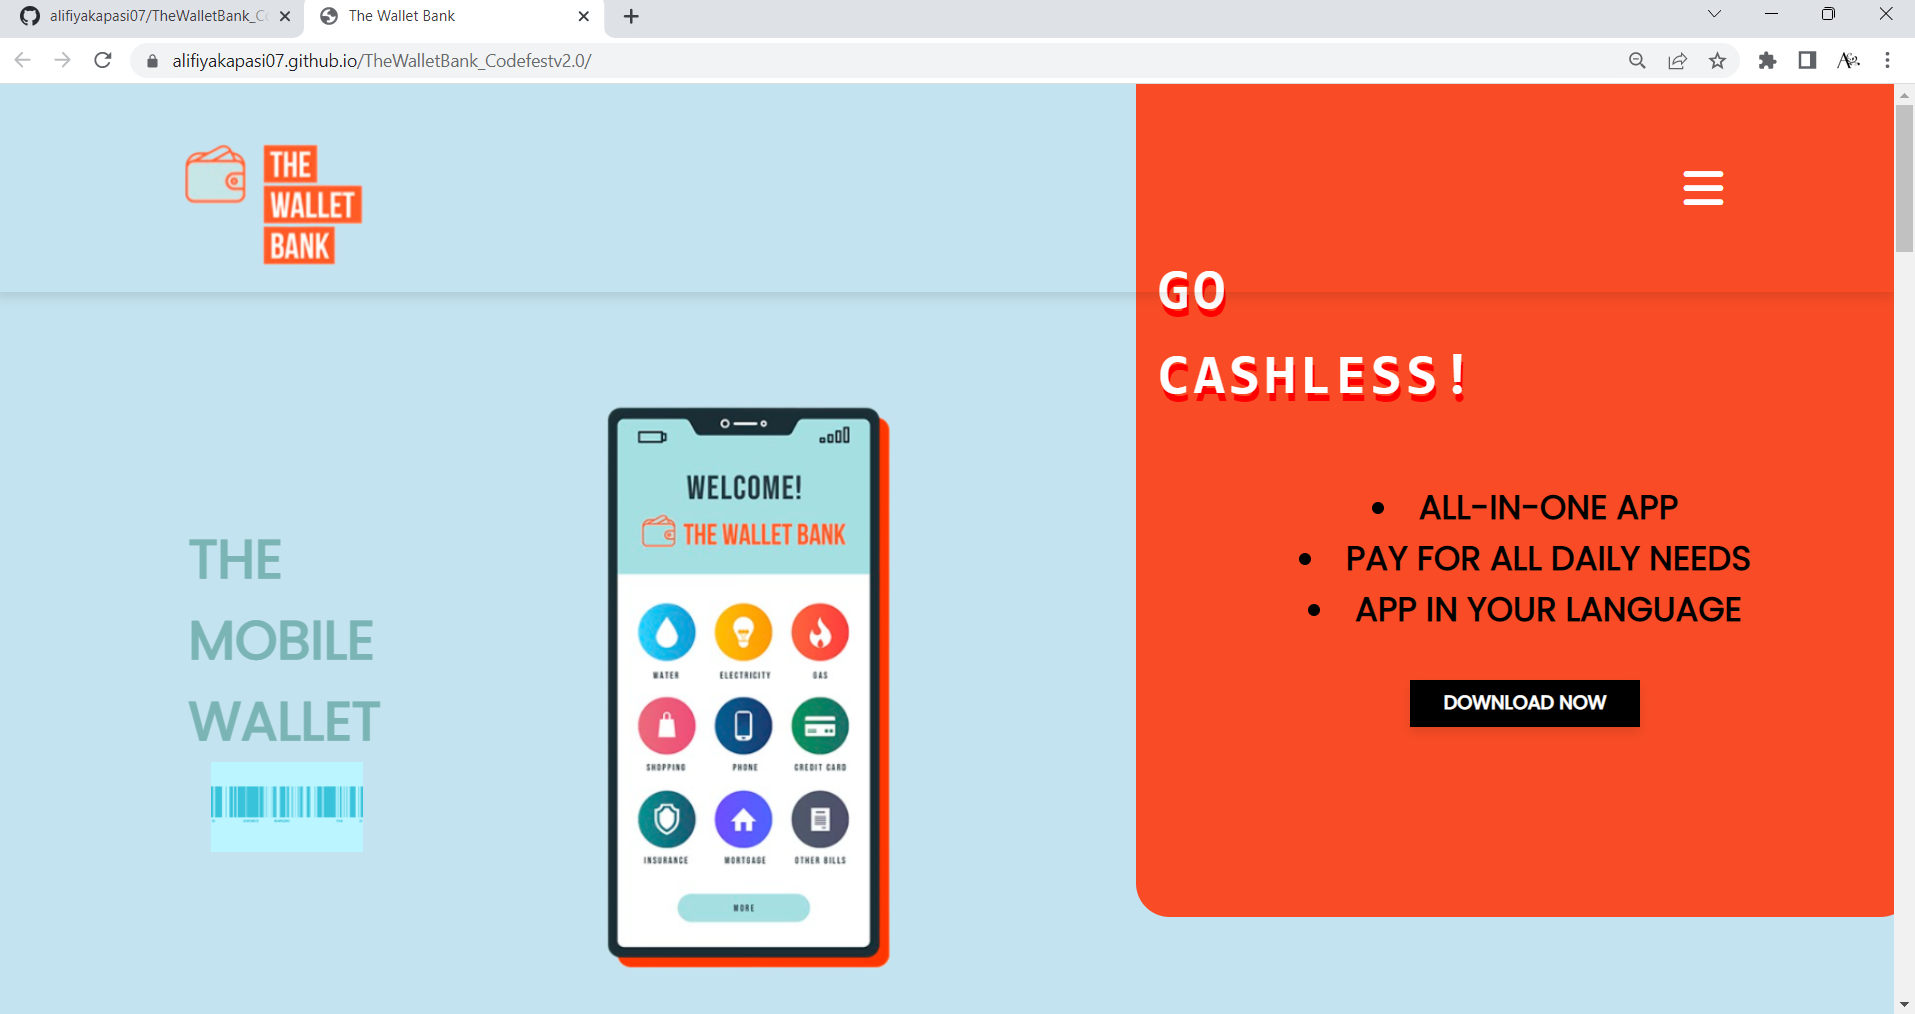 alifiyakapasi07/TheWalletBank_Co
The Wallet Bank
alifiyakapasi07.github.io/TheWalletBank_Codefestv2.0/
THE
WALLET
BANK
GO
CASHLESS!
THE
MOBILE
WALLET
WELCOME!
THE WALLET BANK
WATER ELECTRICITY GAS
SHOPPING PHONE CREDIT CARD
INSURANCE MORTGAGE OTHER BILLS
MORE
• ALL-IN-ONE APP
• PAY FOR ALL DAILY NEEDS
• APP IN YOUR LANGUAGE
DOWNLOAD NOW